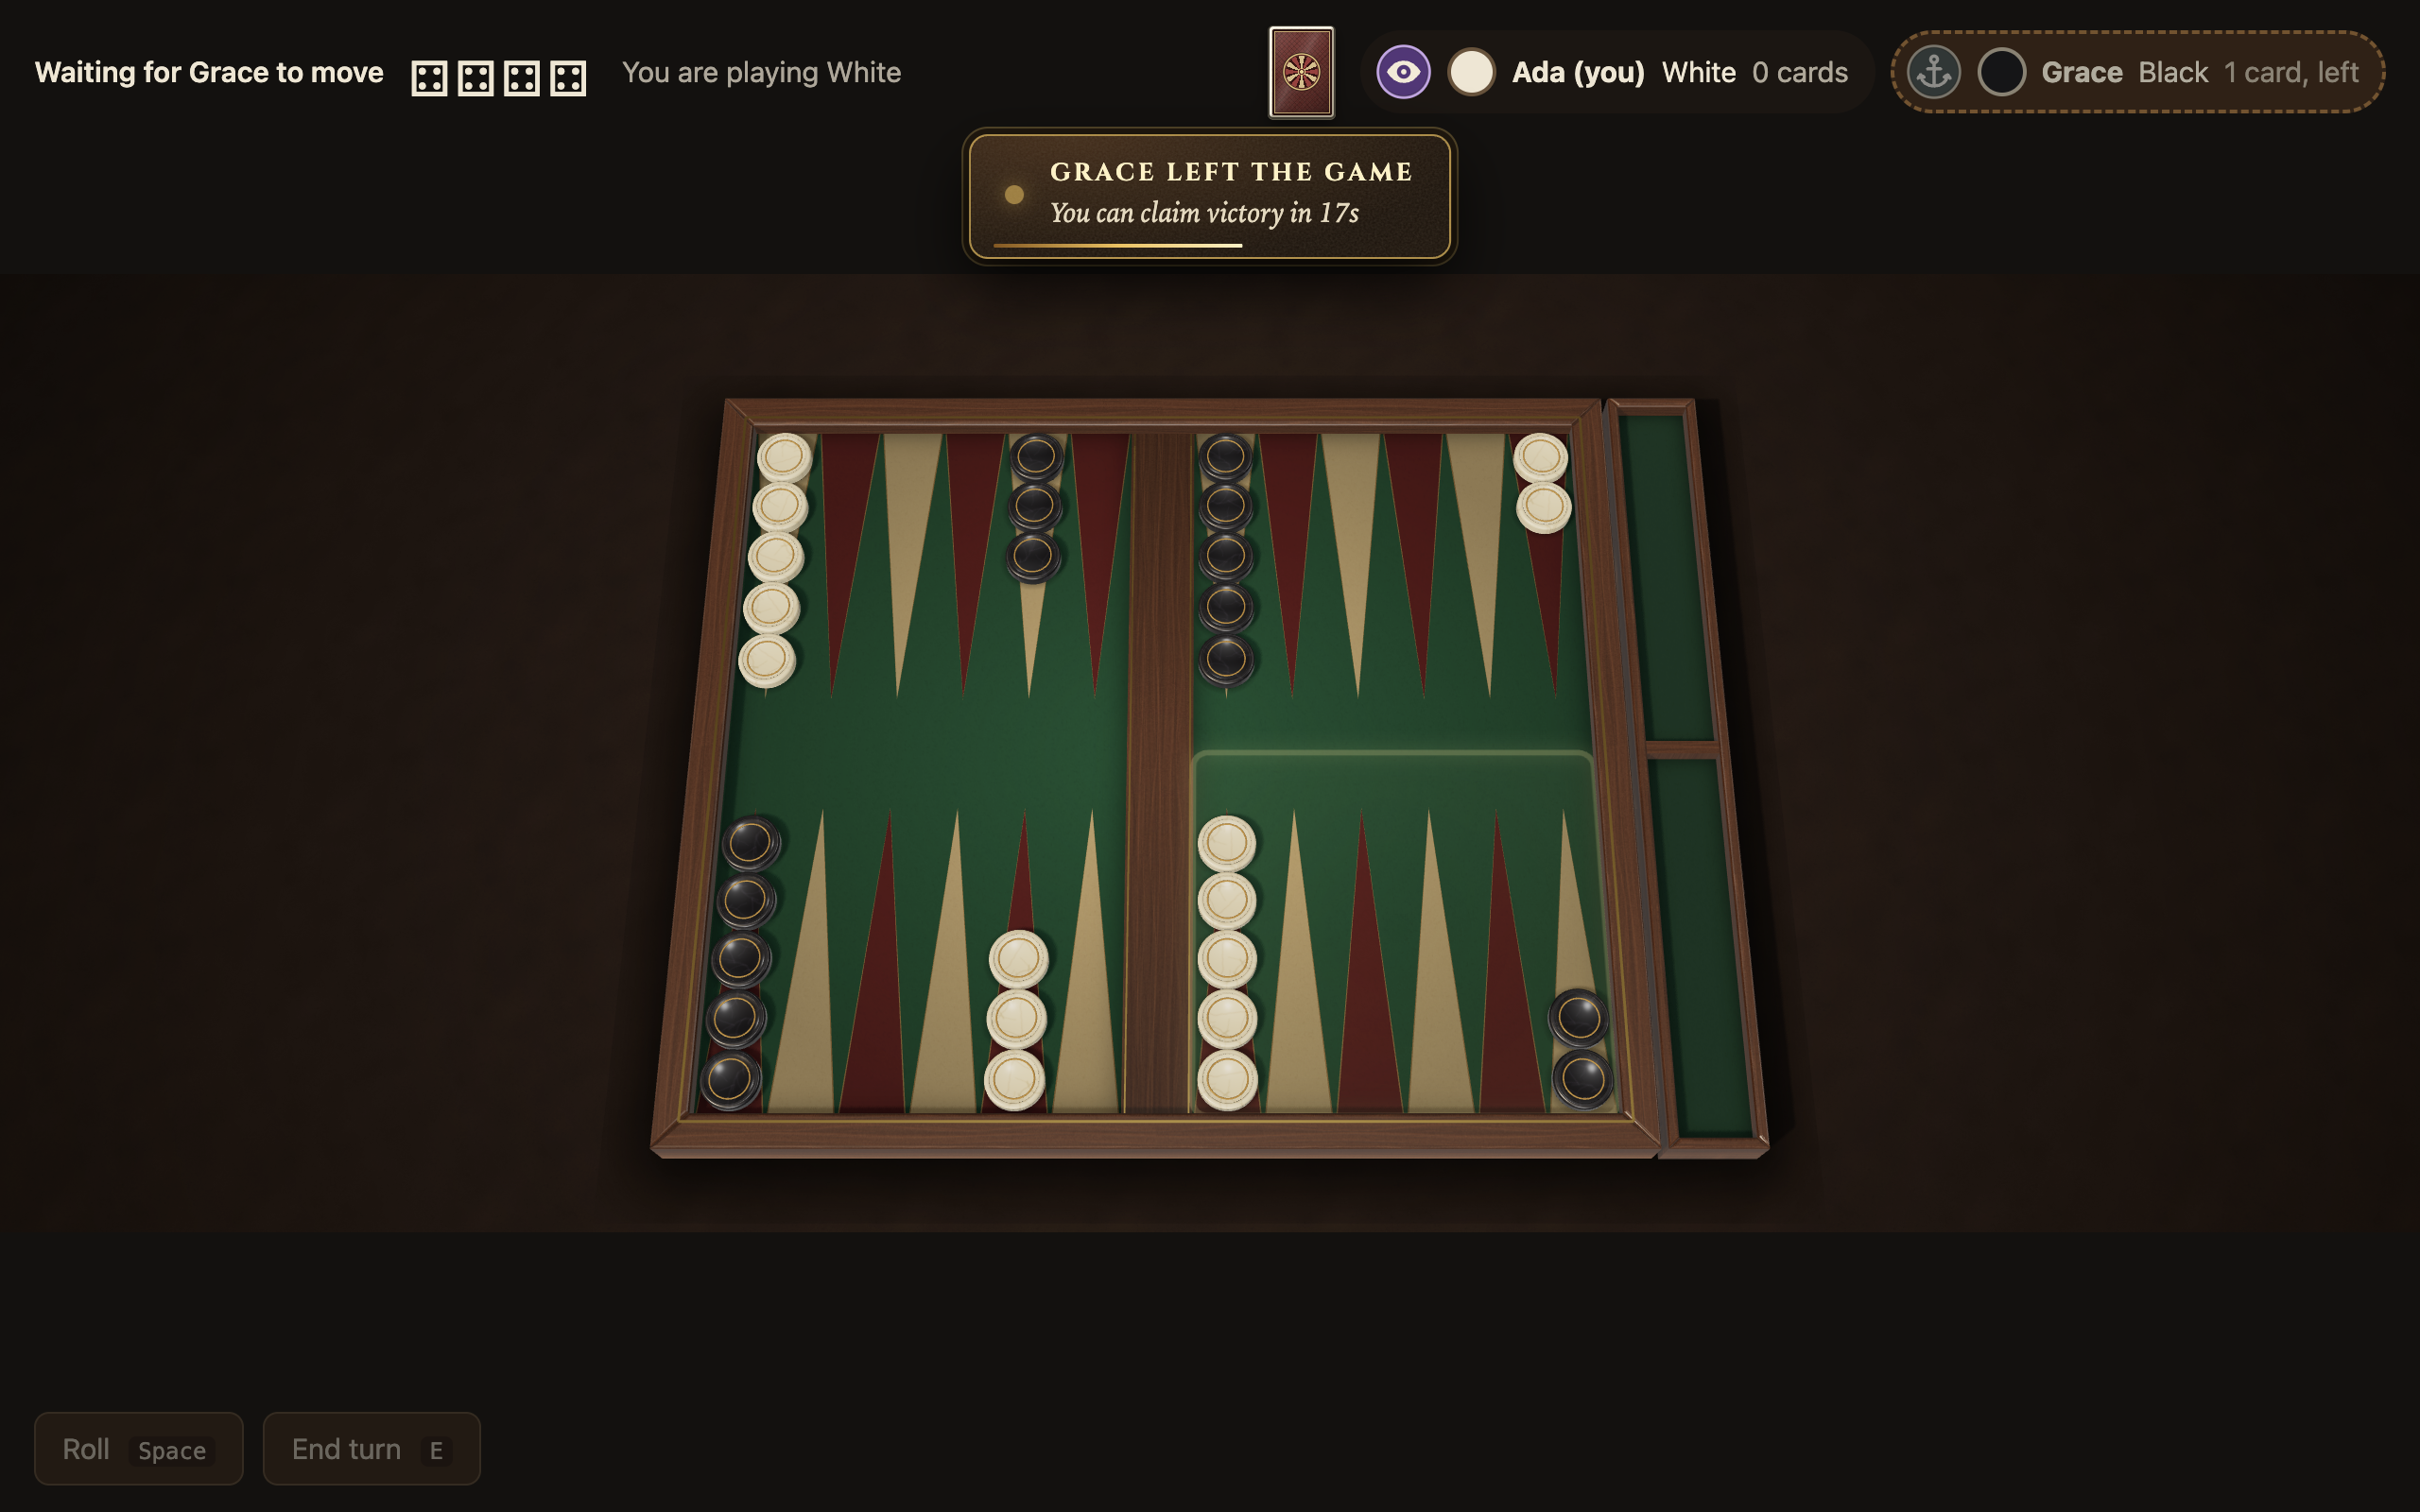 Waiting for Grace to move
You are playing White
Ada (you) White 0 cards
Grace Black 1 card, left
GRACE LEFT THE GAME
You can claim victory in 17s
Roll Space
End turn E